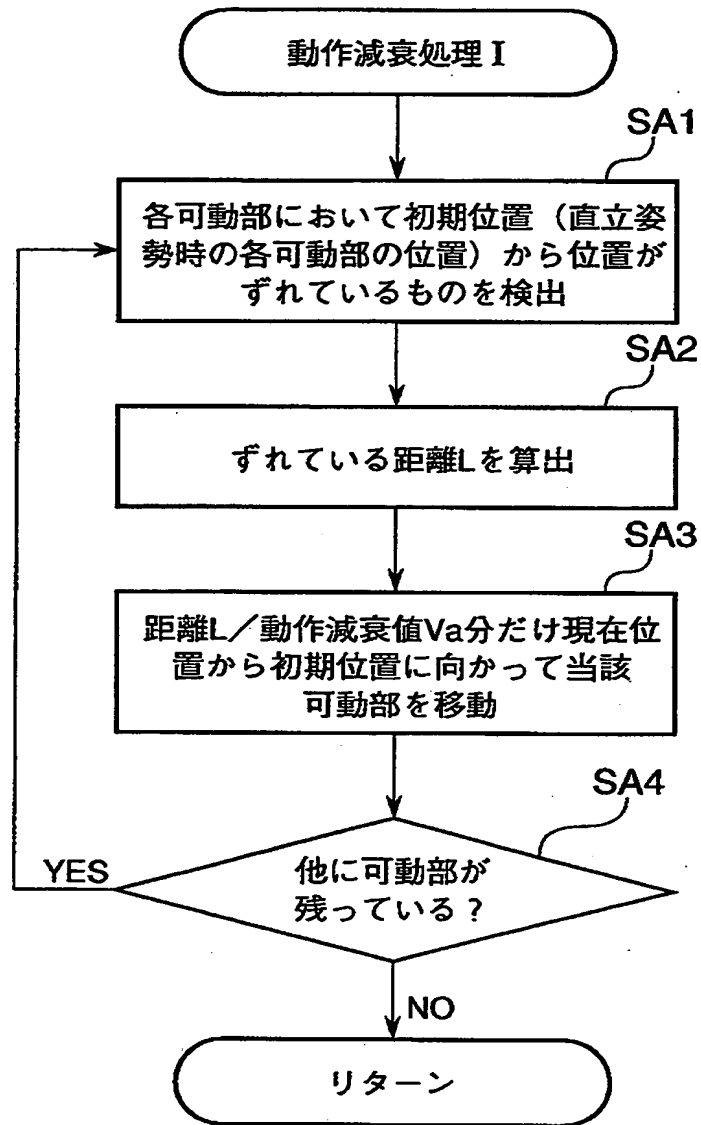 動作減衰処理I
SA1
各可動部において初期位置（直立姿
勢時の各可動部の位置）から位置が
ずれているものを検出
SA2
ずれている距離Lを算出
SA3
距離L／動作減衰値Va分だけ現在位
置から初期位置に向かって当該
可動部を移動
SA4
他に可動部が
残っている？
YES
NO
リターン